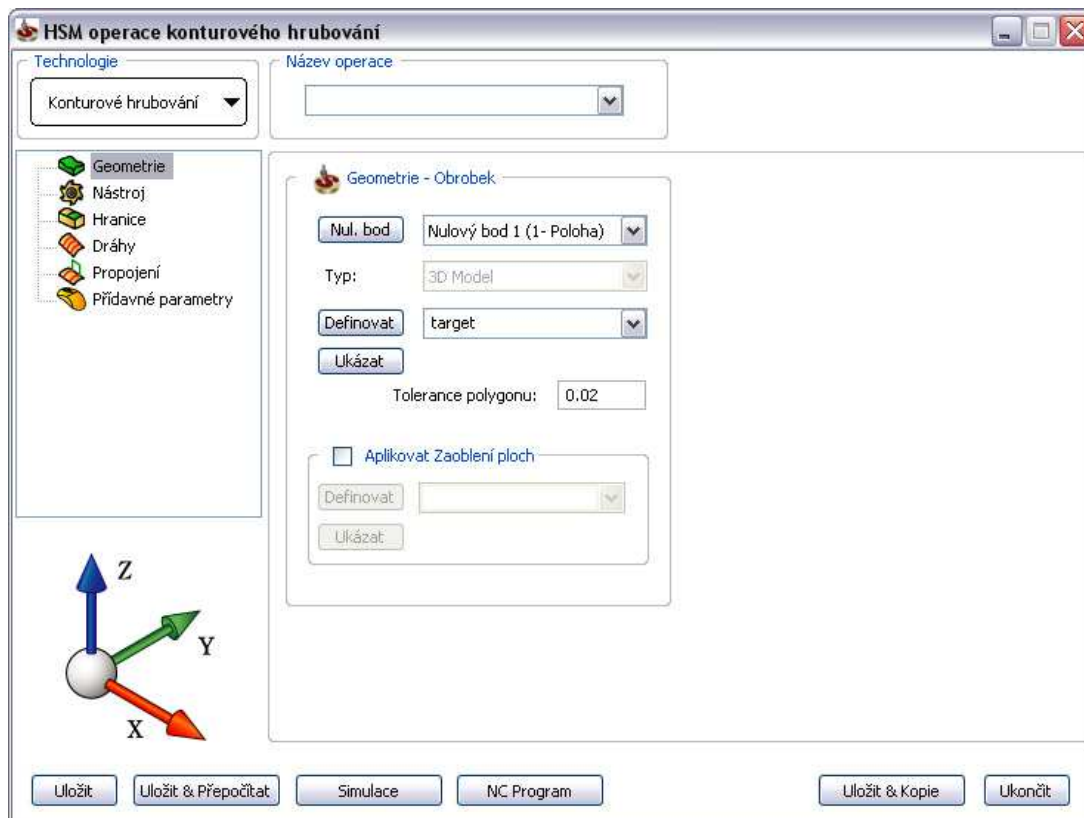 HSM operace konturového hrubování
Technologie
Konturové hrubování
Název operace
Geometrie
Nástroj
Hranice
Dráhy
Propojení
Přídavné parametry
Geometrie - Obrobek
Nul. bod
Nulový bod 1 (1- Poloha)
Typ:
3D Model
Definovat
target
Ukázat
Tolerance polygonu:
0.02
Aplikovat Zaoblení ploch
Definovat
Ukázat
Z
Y
X
Uložit
Uložit & Přepočítat
Simulace
NC Program
Uložit & Kopie
Ukončit